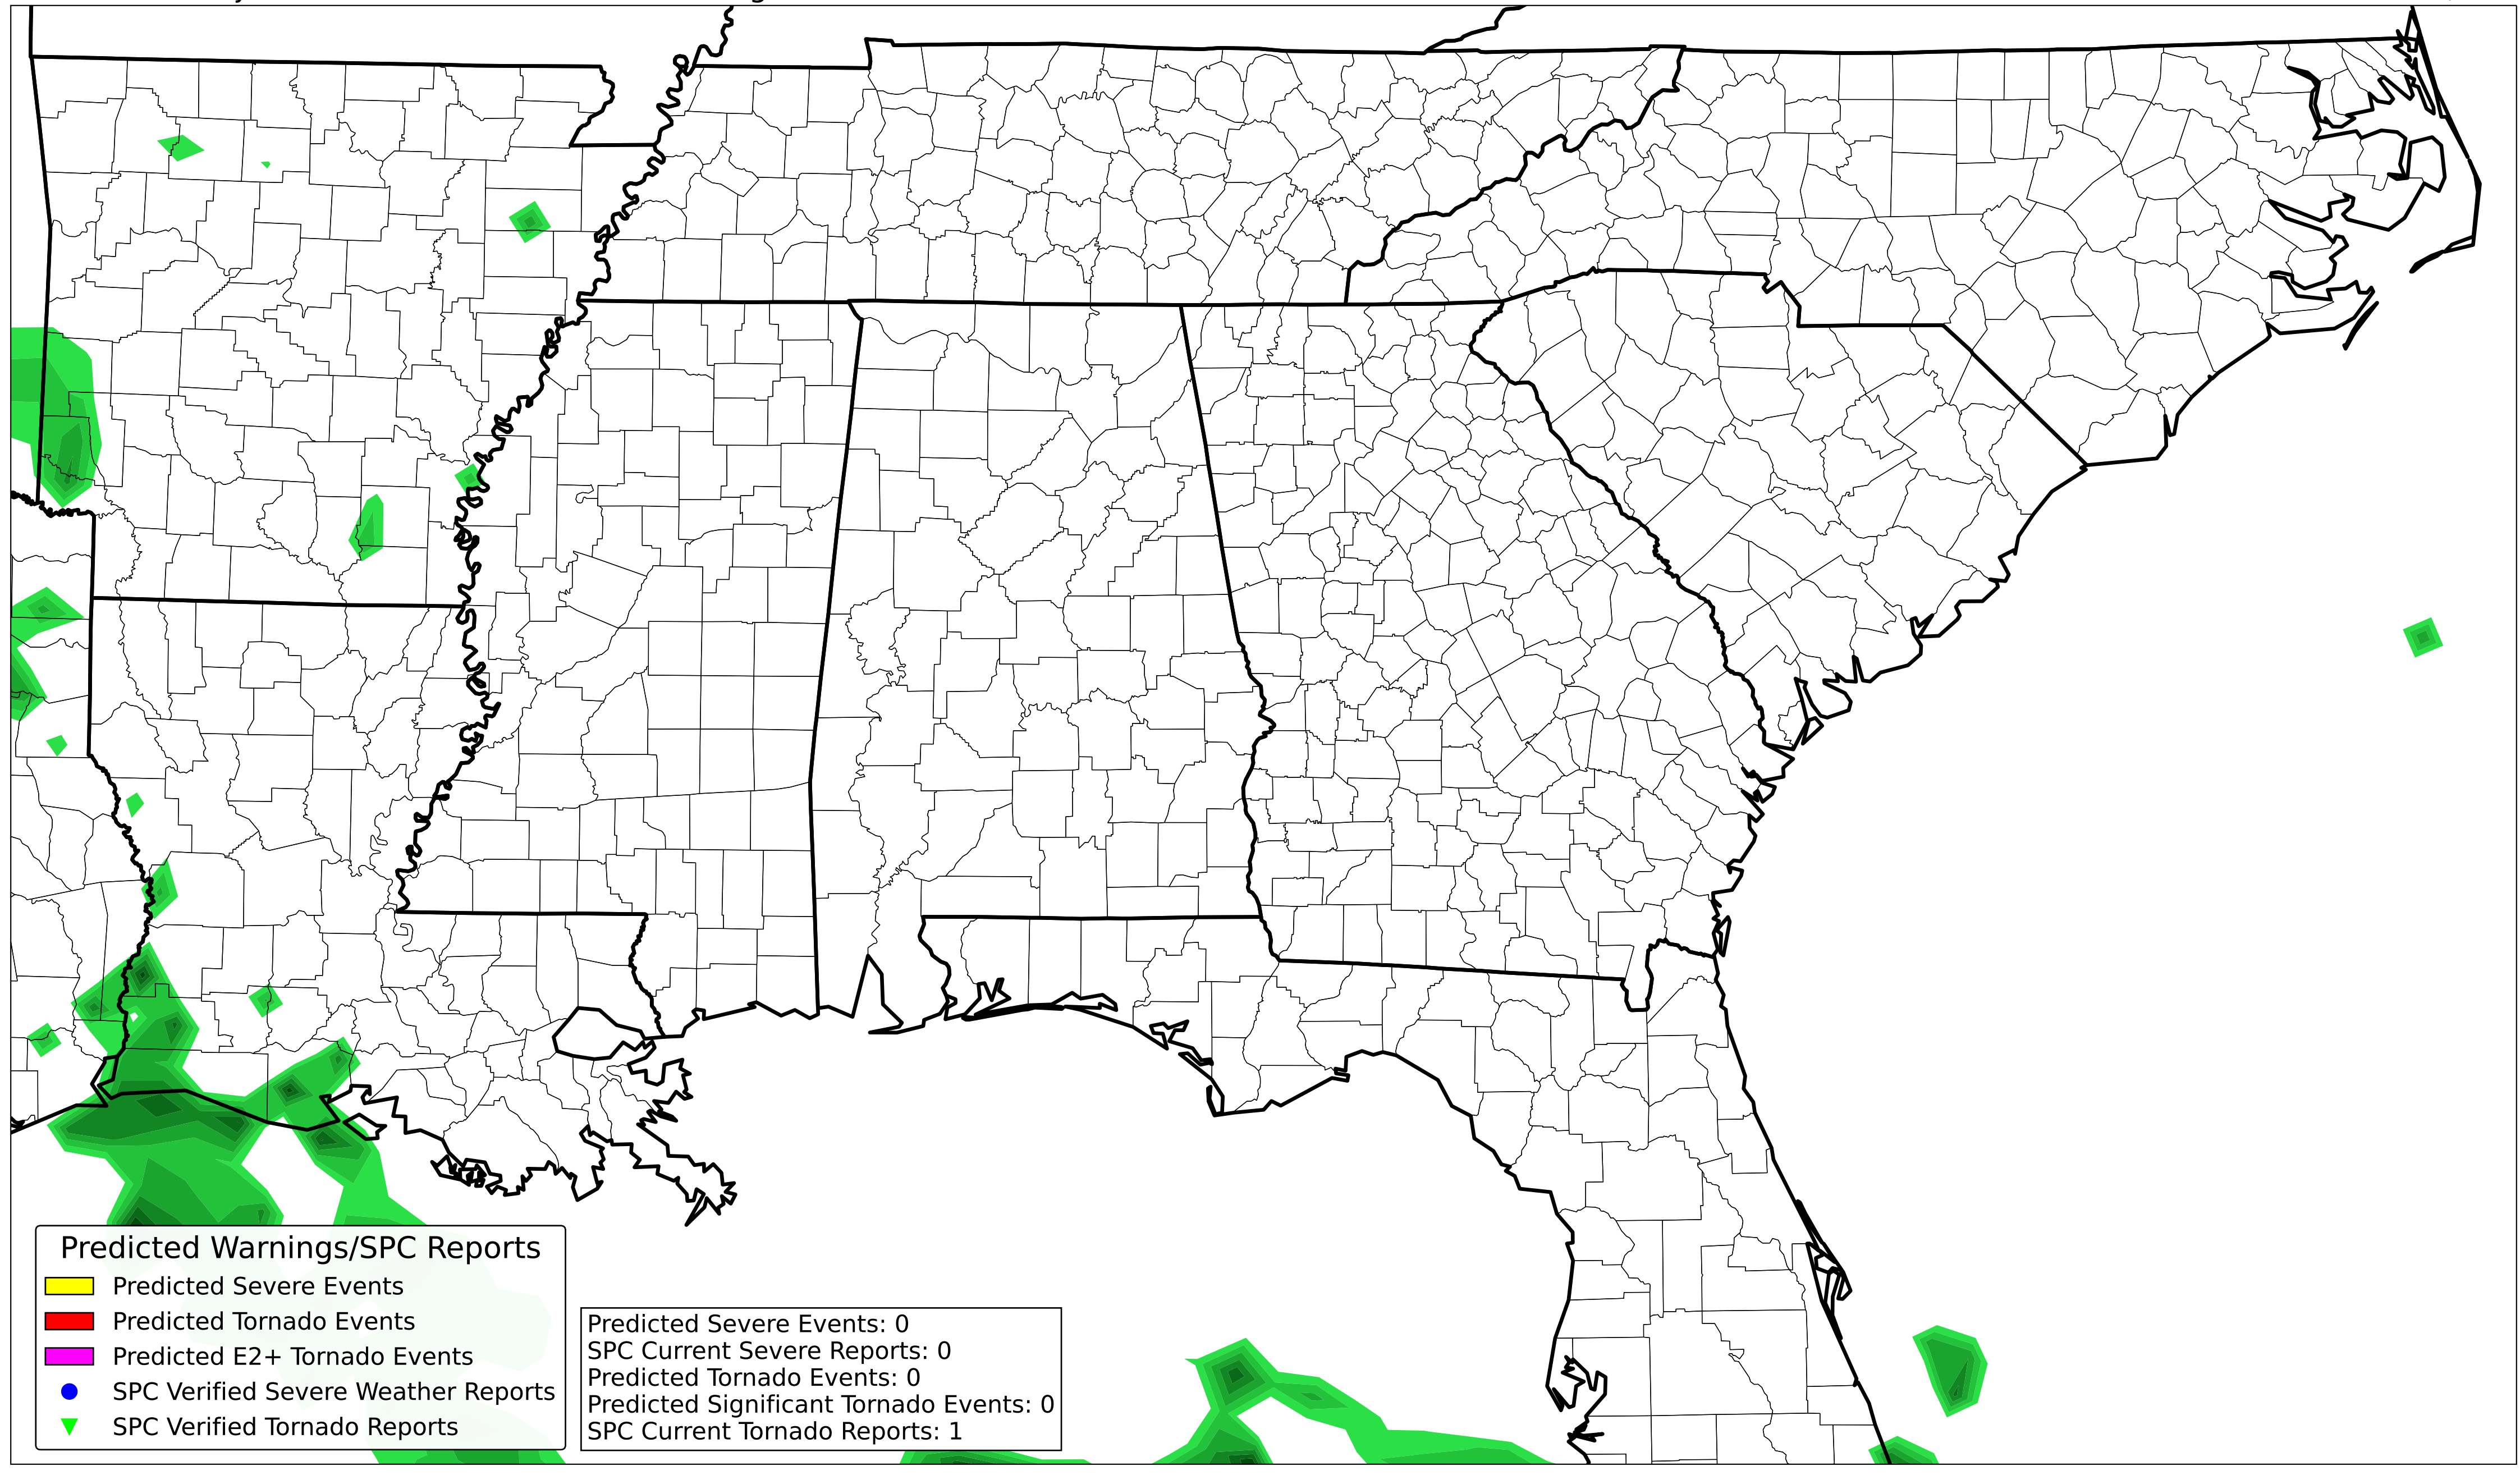 Predicted Warnings/SPC Reports
Predicted Severe Events
Predicted Tornado Events
Predicted E2+ Tornado Events
SPC Verified Severe Weather Reports
SPC Verified Tornado Reports
Predicted Severe Events: 0
SPC Current Severe Reports: 0
Predicted Tornado Events: 0
Predicted Significant Tornado Events: 0
SPC Current Tornado Reports: 1